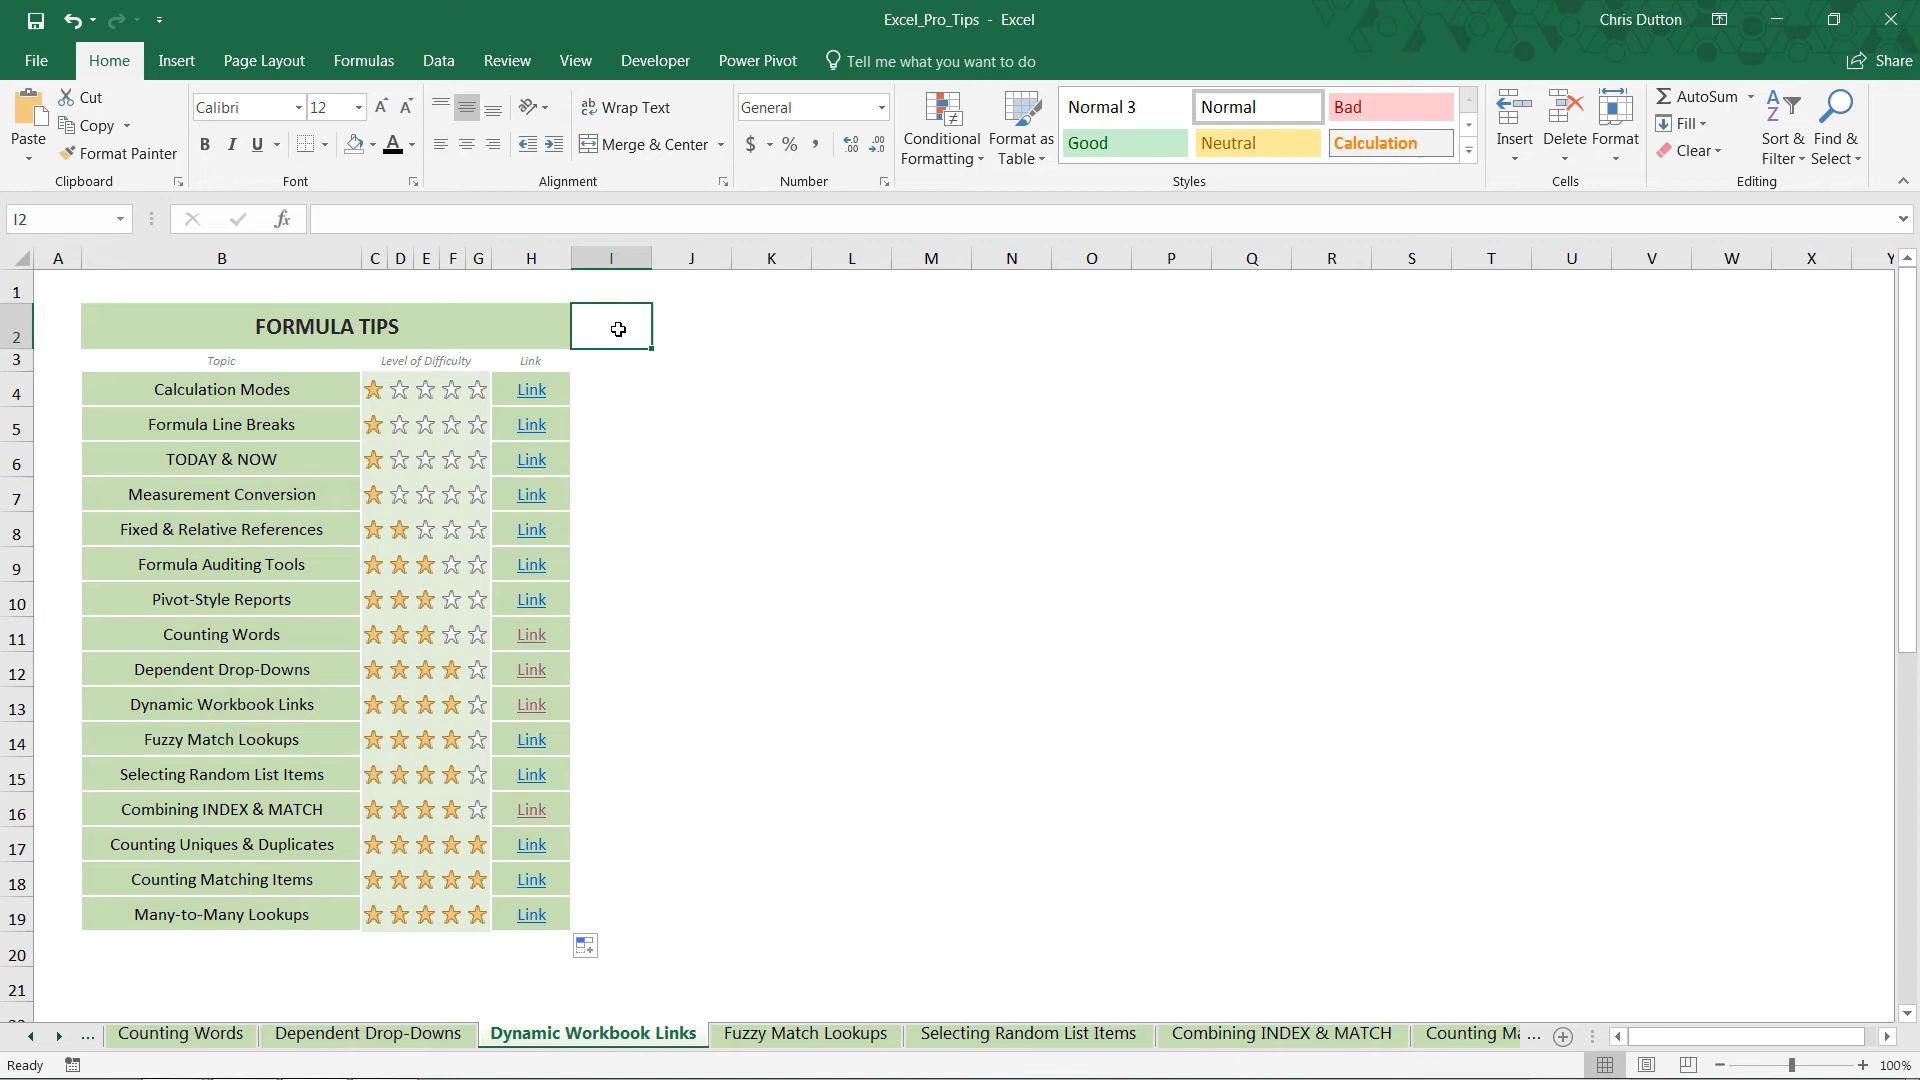 Excel_Pro_Tips - Excel
Chris Dutton
File Home Insert Page Layout Formulas Data Review View Developer Power Pivot Tell me what you want to do
Share
Cut
Copy
Format Painter
Paste
Clipboard
Calibri 12
B I U
Font
Wrap Text
Merge & Center
Alignment
General
$ % ,
Number
Conditional Formatting
Format as Table
Normal 3 Normal Bad
Good Neutral Calculation
Styles
Insert Delete Format
Cells
AutoSum
Fill
Clear
Sort & Filter
Find & Select
Editing
I2
fx
A B C D E F G H I J K L M N O P Q R S T U V W X Y
1
2 FORMULA TIPS
3 Topic Level of Difficulty Link
4 Calculation Modes Link
5 Formula Line Breaks Link
6 TODAY & NOW Link
7 Measurement Conversion Link
8 Fixed & Relative References Link
9 Formula Auditing Tools Link
10 Pivot-Style Reports Link
11 Counting Words Link
12 Dependent Drop-Downs Link
13 Dynamic Workbook Links Link
14 Fuzzy Match Lookups Link
15 Selecting Random List Items Link
16 Combining INDEX & MATCH Link
17 Counting Uniques & Duplicates Link
18 Counting Matching Items Link
19 Many-to-Many Lookups Link
20
21
... Counting Words Dependent Drop-Downs Dynamic Workbook Links Fuzzy Match Lookups Selecting Random List Items Combining INDEX & MATCH Counting Ma ...
Ready
100%